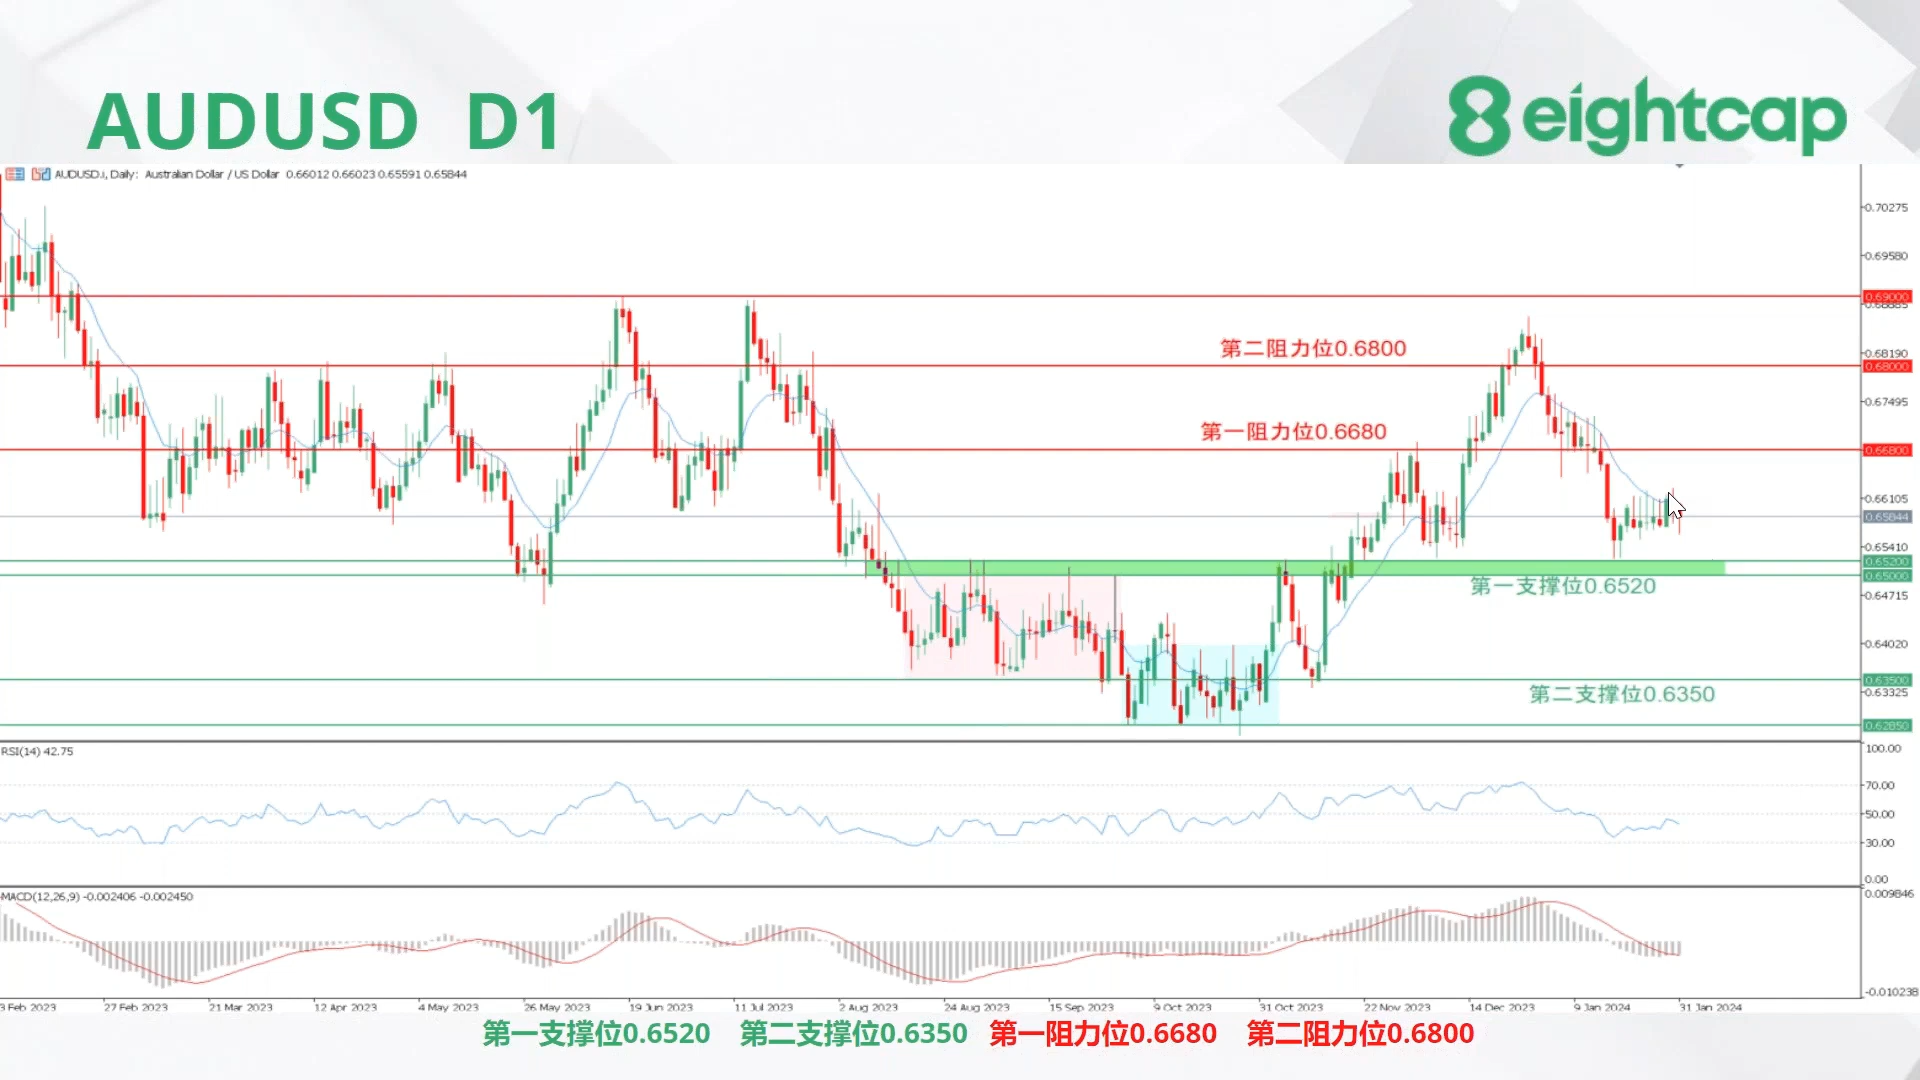 AUDUSD D1
8 eightcap
AUDUSD.i, Daily: Australian Dollar / US Dollar 0.66012 0.66023 0.65591 0.65844
0.70275
0.69580
0.69000
0.68885
第二阻力位0.6800
0.68190
0.68000
0.67495
第一阻力位0.6680
0.66800
0.66105
0.65844
0.65410
0.65200
0.65000
第一支撑位0.6520
0.64715
0.64020
0.63500
第二支撑位0.6350
0.63325
0.62850
RSI(14) 42.75
100.00
70.00
50.00
30.00
0.00
MACD(12,26,9) -0.002406 -0.002450
0.009846
-0.010238
3 Feb 2023 27 Feb 2023 21 Mar 2023 12 Apr 2023 4 May 2023 26 May 2023 19 Jun 2023 11 Jul 2023 2 Aug 2023 24 Aug 2023 15 Sep 2023 9 Oct 2023 31 Oct 2023 22 Nov 2023 14 Dec 2023 9 Jan 2024 31 Jan 2024
第一支撑位0.6520 第二支撑位0.6350 第一阻力位0.6680 第二阻力位0.6800